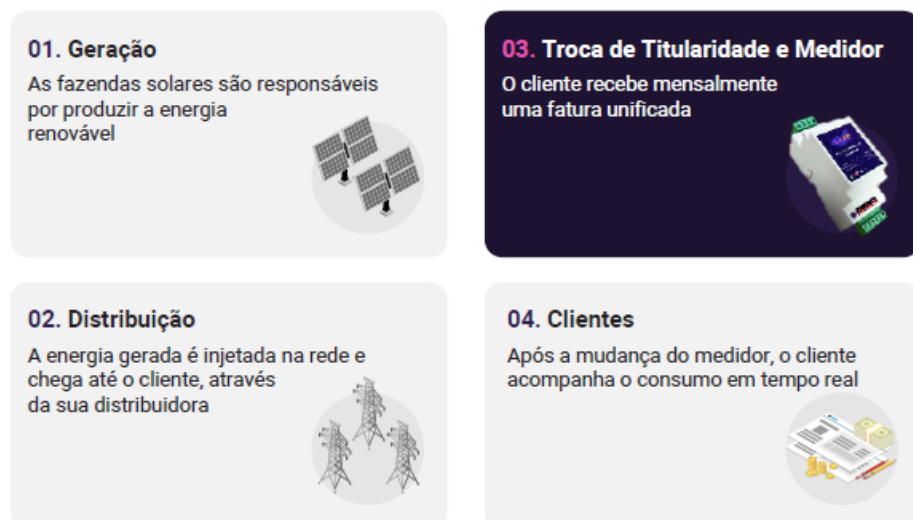 01. Geração
As fazendas solares são responsáveis
por produzir a energia
renovável
02. Distribuição
A energia gerada é injetada na rede e
chega até o cliente, através
da sua distribuidora
03. Troca de Titularidade e Medidor
O cliente recebe mensalmente
uma fatura unificada
04. Clientes
Após a mudança do medidor, o cliente
acompanha o consumo em tempo real